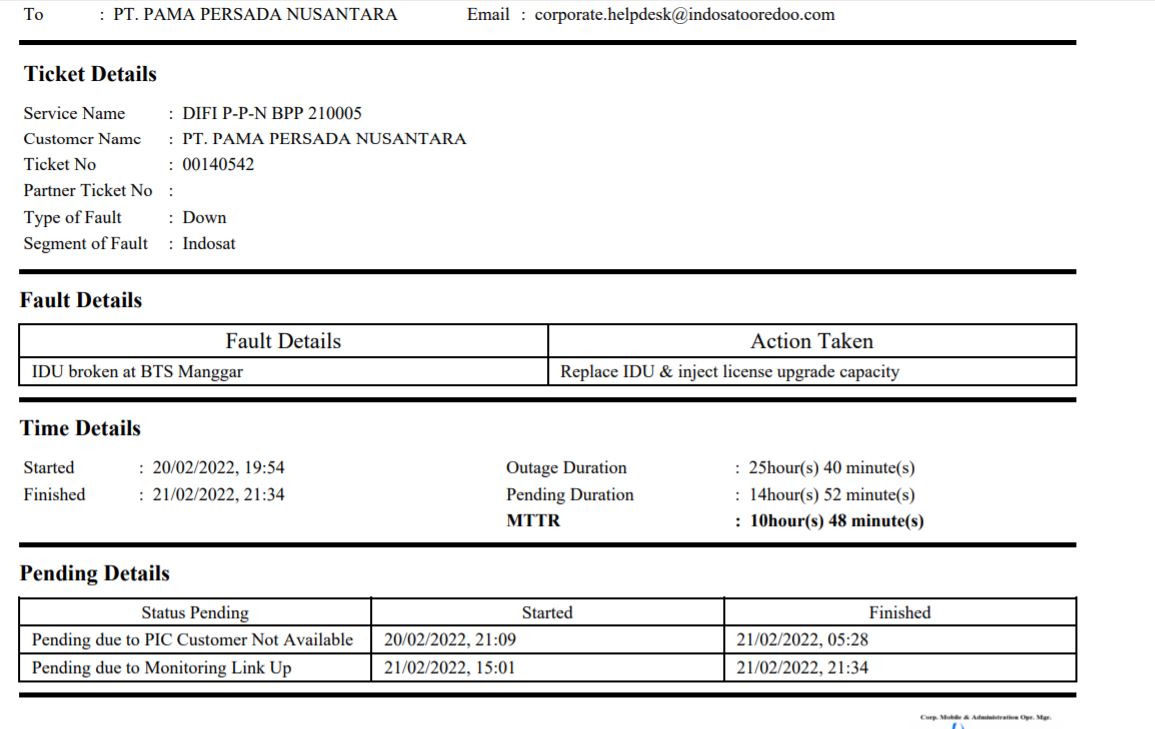 To : PT. PAMA PERSADA NUSANTARA Email : corporate.helpdesk@indosatooredoo.com
Ticket Details
Service Name : DIFI P-P-N BPP 210005
Customer Name : PT. PAMA PERSADA NUSANTARA
Ticket No : 00140542
Partner Ticket No :
Type of Fault : Down
Segment of Fault : Indosat
Fault Details
Fault Details Action Taken
IDU broken at BTS Manggar Replace IDU & inject license upgrade capacity
Time Details
Started : 20/02/2022, 19:54 Outage Duration : 25hour(s) 40 minute(s)
Finished : 21/02/2022, 21:34 Pending Duration : 14hour(s) 52 minute(s)
MTTR : 10hour(s) 48 minute(s)
Pending Details
Status Pending Started Finished
Pending due to PIC Customer Not Available 20/02/2022, 21:09 21/02/2022, 05:28
Pending due to Monitoring Link Up 21/02/2022, 15:01 21/02/2022, 21:34
Corp. Mobile & Administration Opr. Mgr.